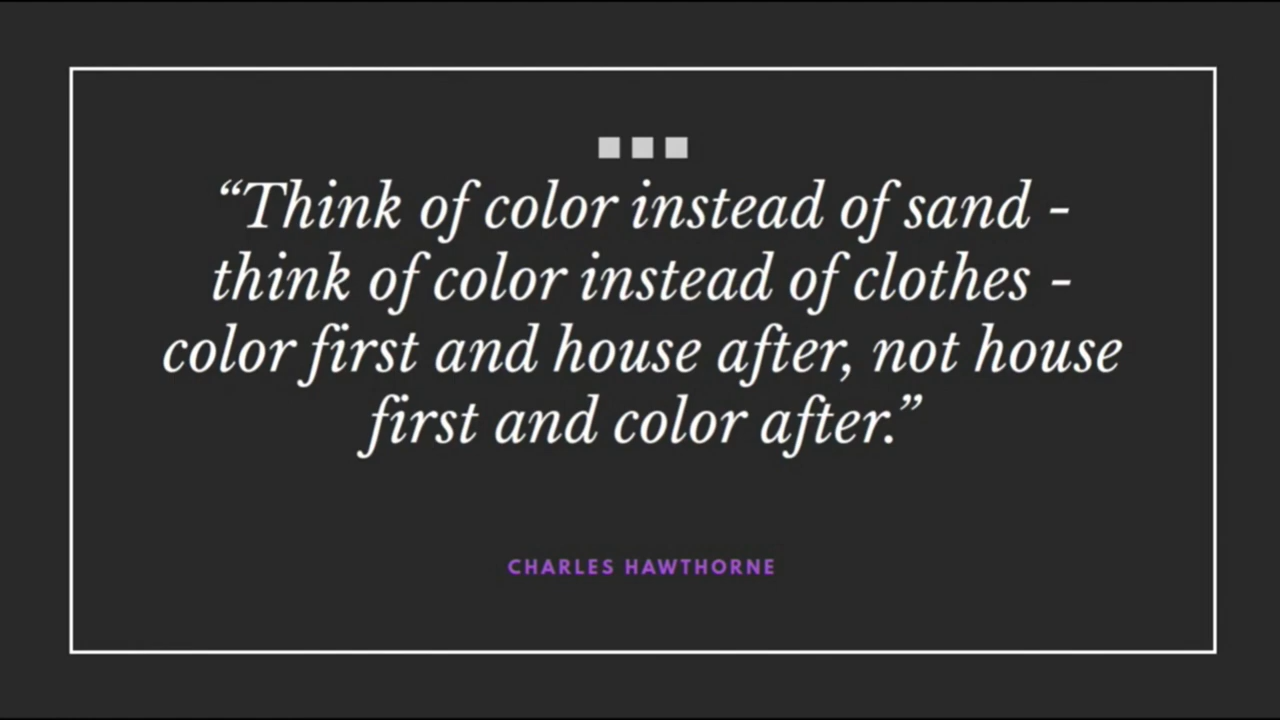 “Think of color instead of sand -
think of color instead of clothes -
color first and house after, not house
first and color after.”
CHARLES HAWTHORNE